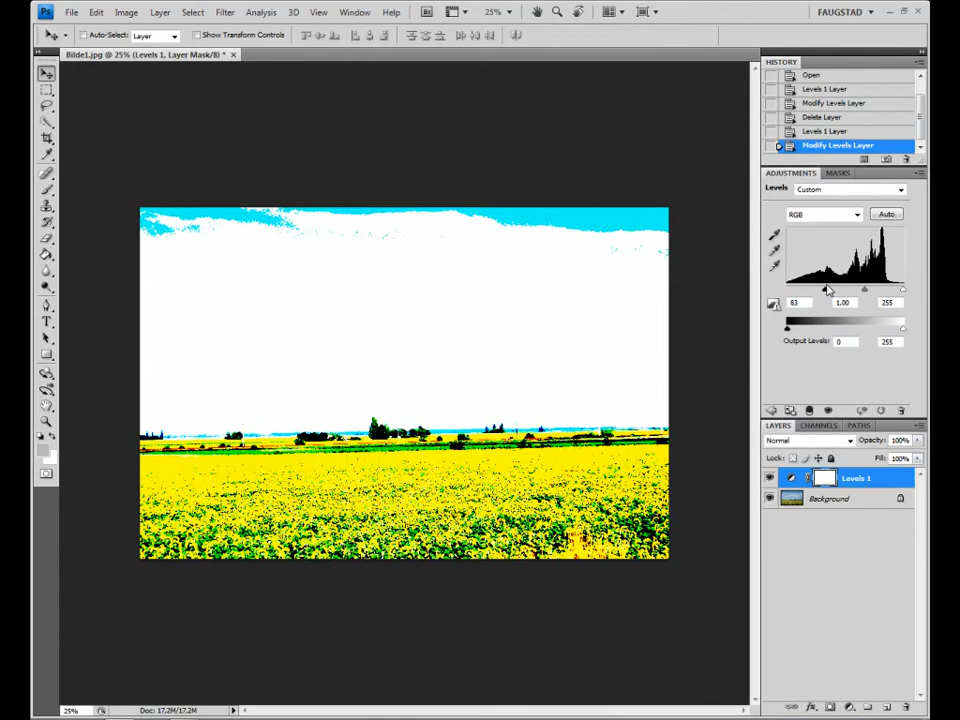 Ps File Edit Image Layer Select Filter Analysis 3D View Window Help Br 25% FAUGSTAD
Auto-Select: Layer Show Transform Controls
Bilde1.jpg @ 25% (Levels 1, Layer Mask/8) *
HISTORY
Open
Levels 1 Layer
Modify Levels Layer
Delete Layer
Levels 1 Layer
Modify Levels Layer
ADJUSTMENTS MASKS
Levels Custom
RGB Auto
83 1.00 255
Output Levels: 0 255
LAYERS CHANNELS PATHS
Normal Opacity: 100%
Lock: Fill: 100%
Levels 1
Background
25% Doc: 17.2M/17.2M